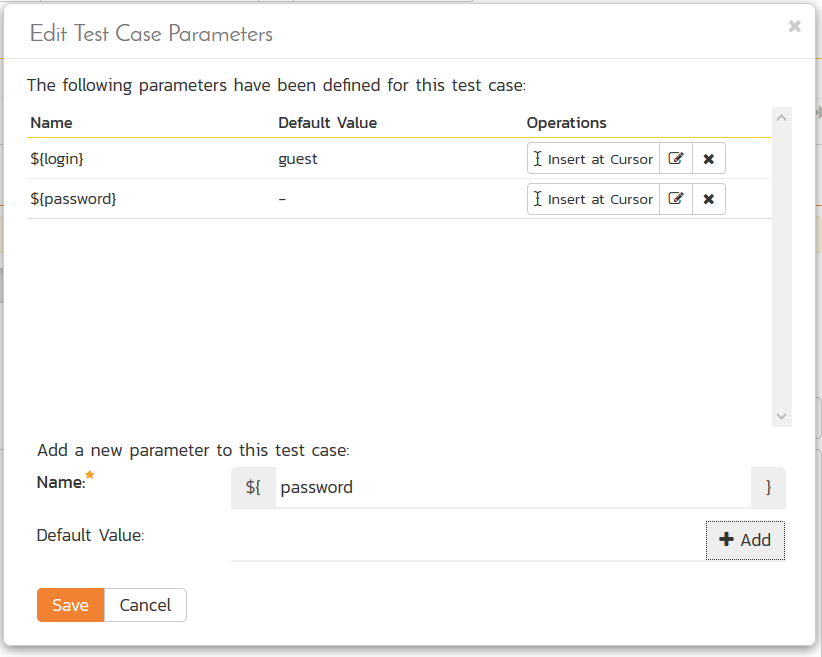 Edit Test Case Parameters
The following parameters have been defined for this test case:
Name Default Value Operations
${login} guest Insert at Cursor
${password} - Insert at Cursor
Add a new parameter to this test case:
Name: ${ password }
Default Value: Add
Save Cancel